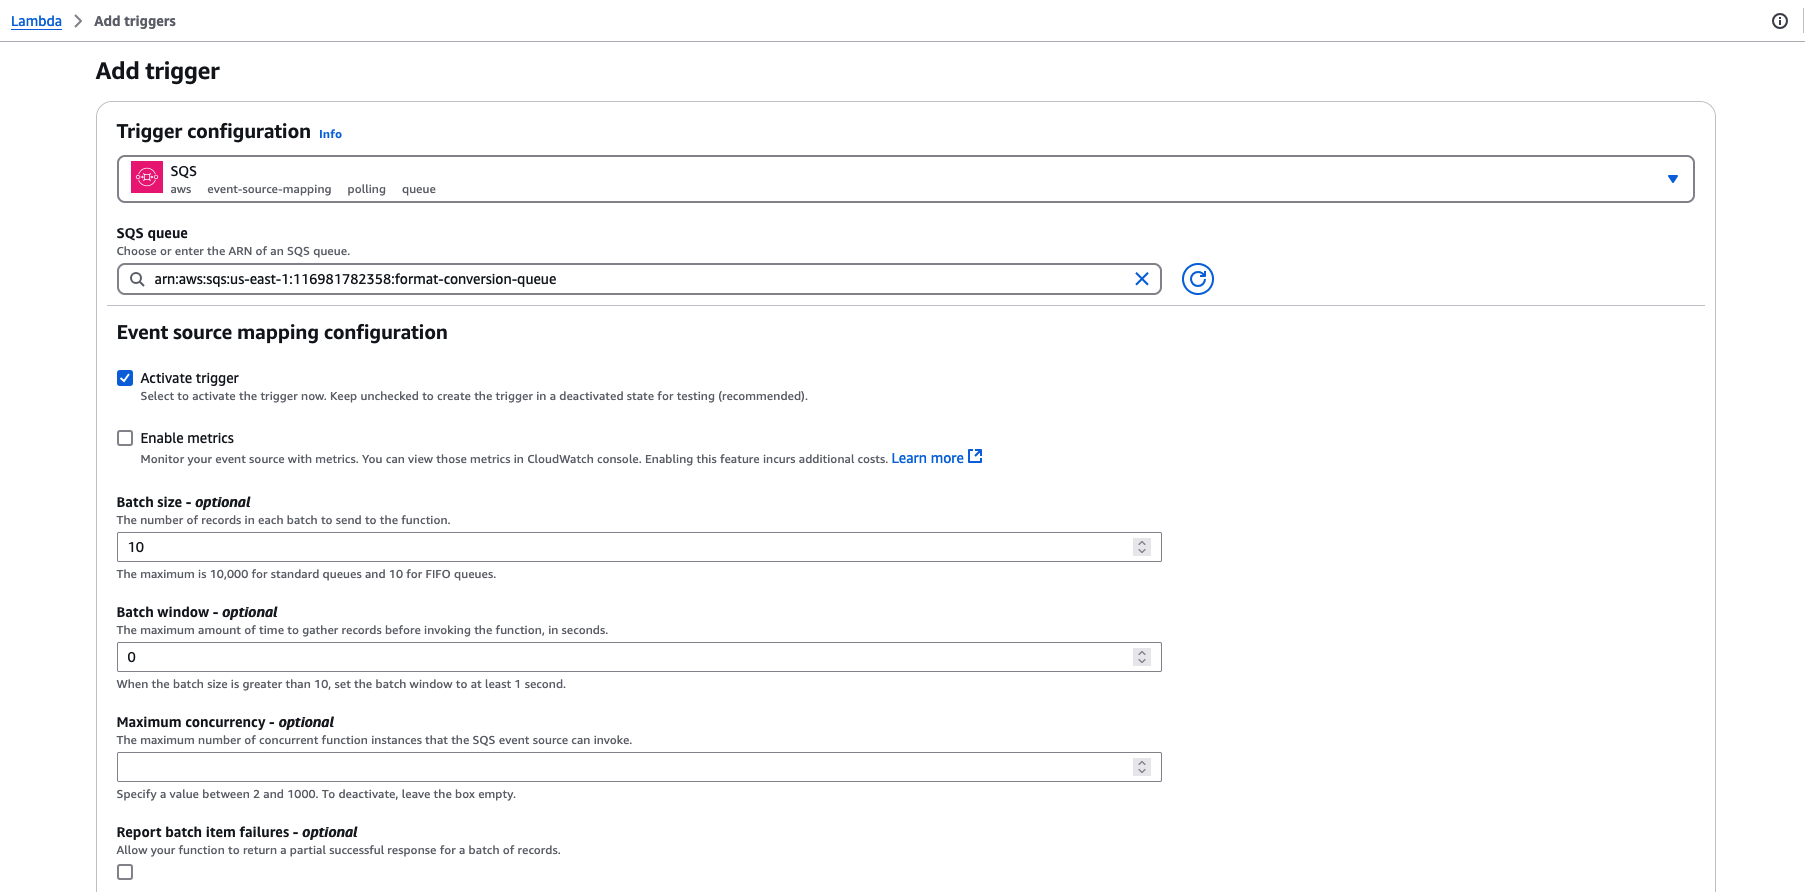 Lambda > Add triggers
Add trigger
Trigger configuration Info
SQS
aws event-source-mapping polling queue
SQS queue
Choose or enter the ARN of an SQS queue.
arn:aws:sqs:us-east-1:116981782358:format-conversion-queue
Event source mapping configuration
Activate trigger
Select to activate the trigger now. Keep unchecked to create the trigger in a deactivated state for testing (recommended).
Enable metrics
Monitor your event source with metrics. You can view those metrics in CloudWatch console. Enabling this feature incurs additional costs. Learn more
Batch size - optional
The number of records in each batch to send to the function.
10
The maximum is 10,000 for standard queues and 10 for FIFO queues.
Batch window - optional
The maximum amount of time to gather records before invoking the function, in seconds.
0
When the batch size is greater than 10, set the batch window to at least 1 second.
Maximum concurrency - optional
The maximum number of concurrent function instances that the SQS event source can invoke.
Specify a value between 2 and 1000. To deactivate, leave the box empty.
Report batch item failures - optional
Allow your function to return a partial successful response for a batch of records.